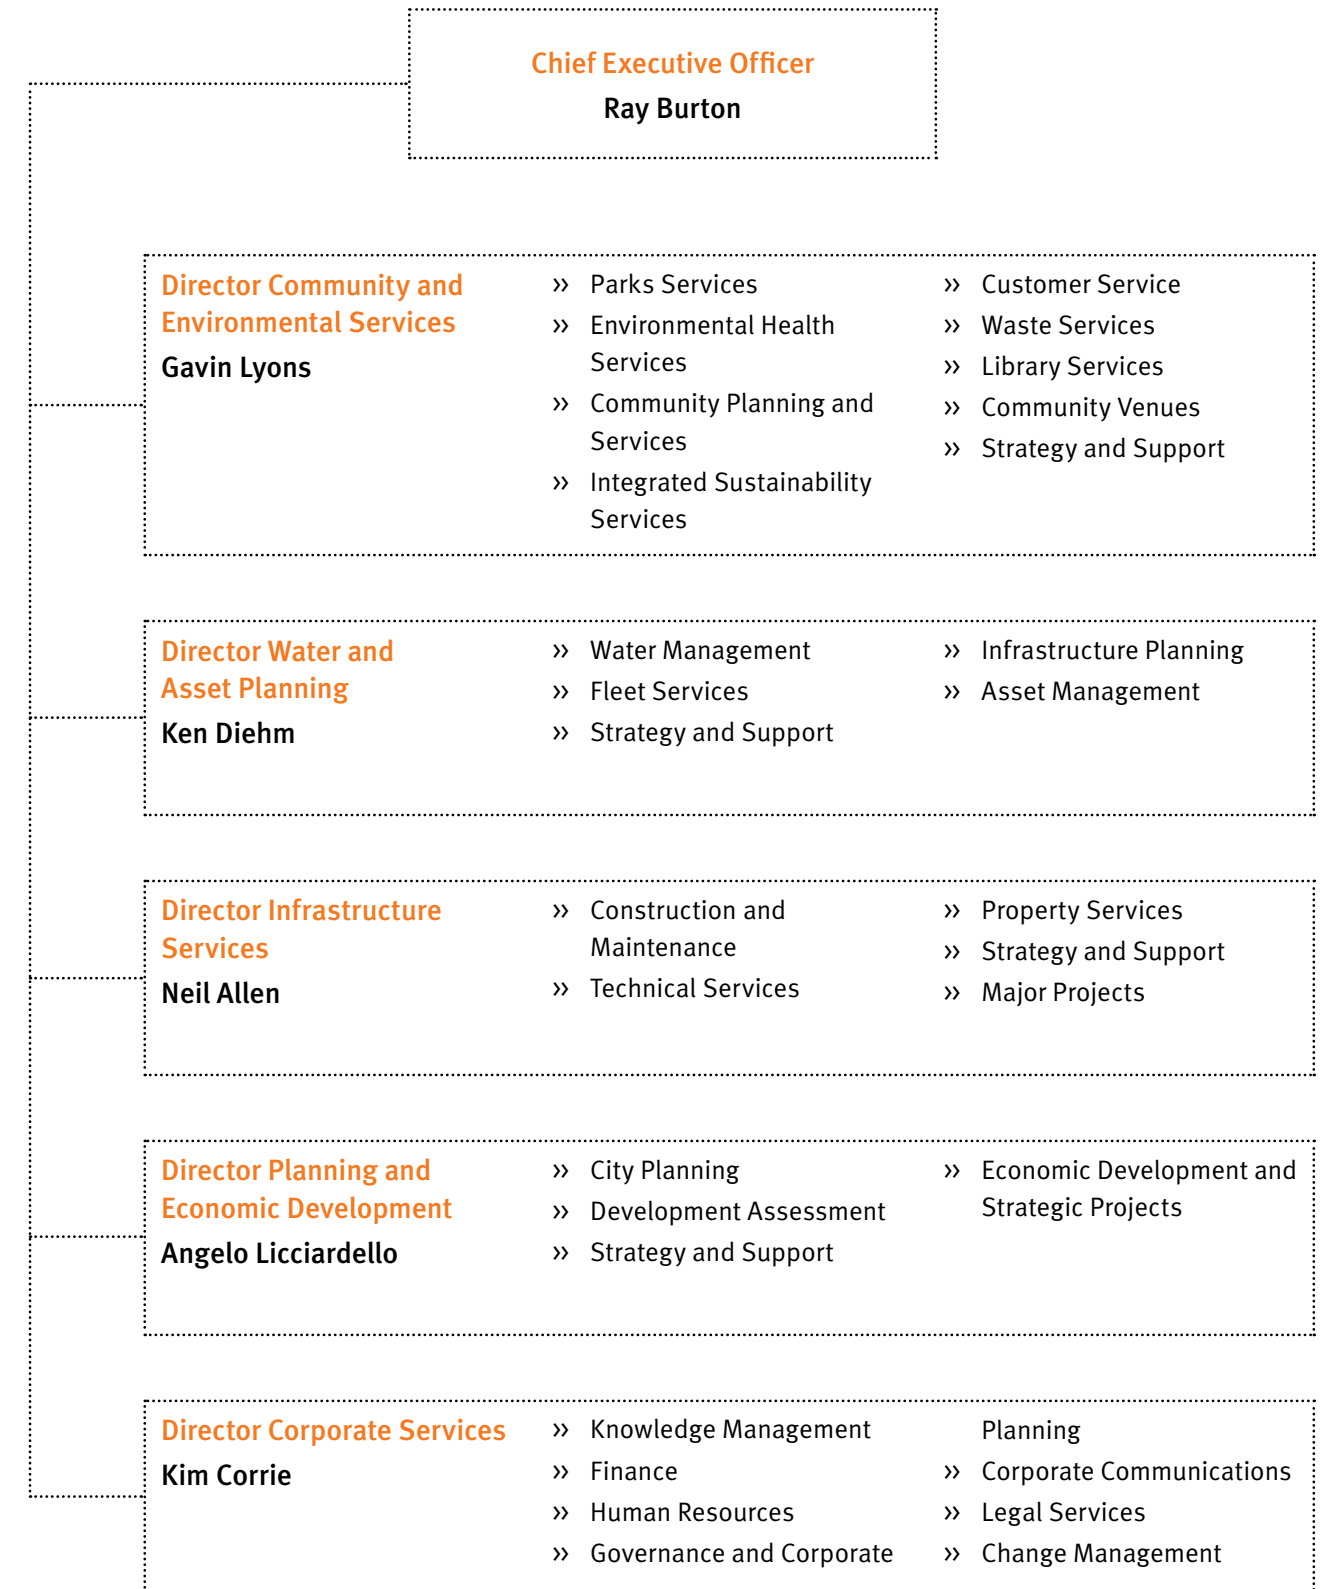 Chief Executive Officer
Ray Burton
Director Community and
Environmental Services
Gavin Lyons
›› Parks Services
›› Environmental Health
Services
›› Community Planning and
Services
›› Integrated Sustainability
Services
›› Customer Service
›› Waste Services
›› Library Services
›› Community Venues
›› Strategy and Support
Director Water and
Asset Planning
Ken Diehm
›› Water Management
›› Fleet Services
›› Strategy and Support
›› Infrastructure Planning
›› Asset Management
Director Infrastructure
Services
Neil Allen
›› Construction and
Maintenance
›› Technical Services
›› Property Services
›› Strategy and Support
›› Major Projects
Director Planning and
Economic Development
Angelo Licciardello
›› City Planning
›› Development Assessment
›› Strategy and Support
›› Economic Development and
Strategic Projects
Director Corporate Services
Kim Corrie
›› Knowledge Management
›› Finance
›› Human Resources
›› Governance and Corporate
Planning
›› Corporate Communications
›› Legal Services
›› Change Management